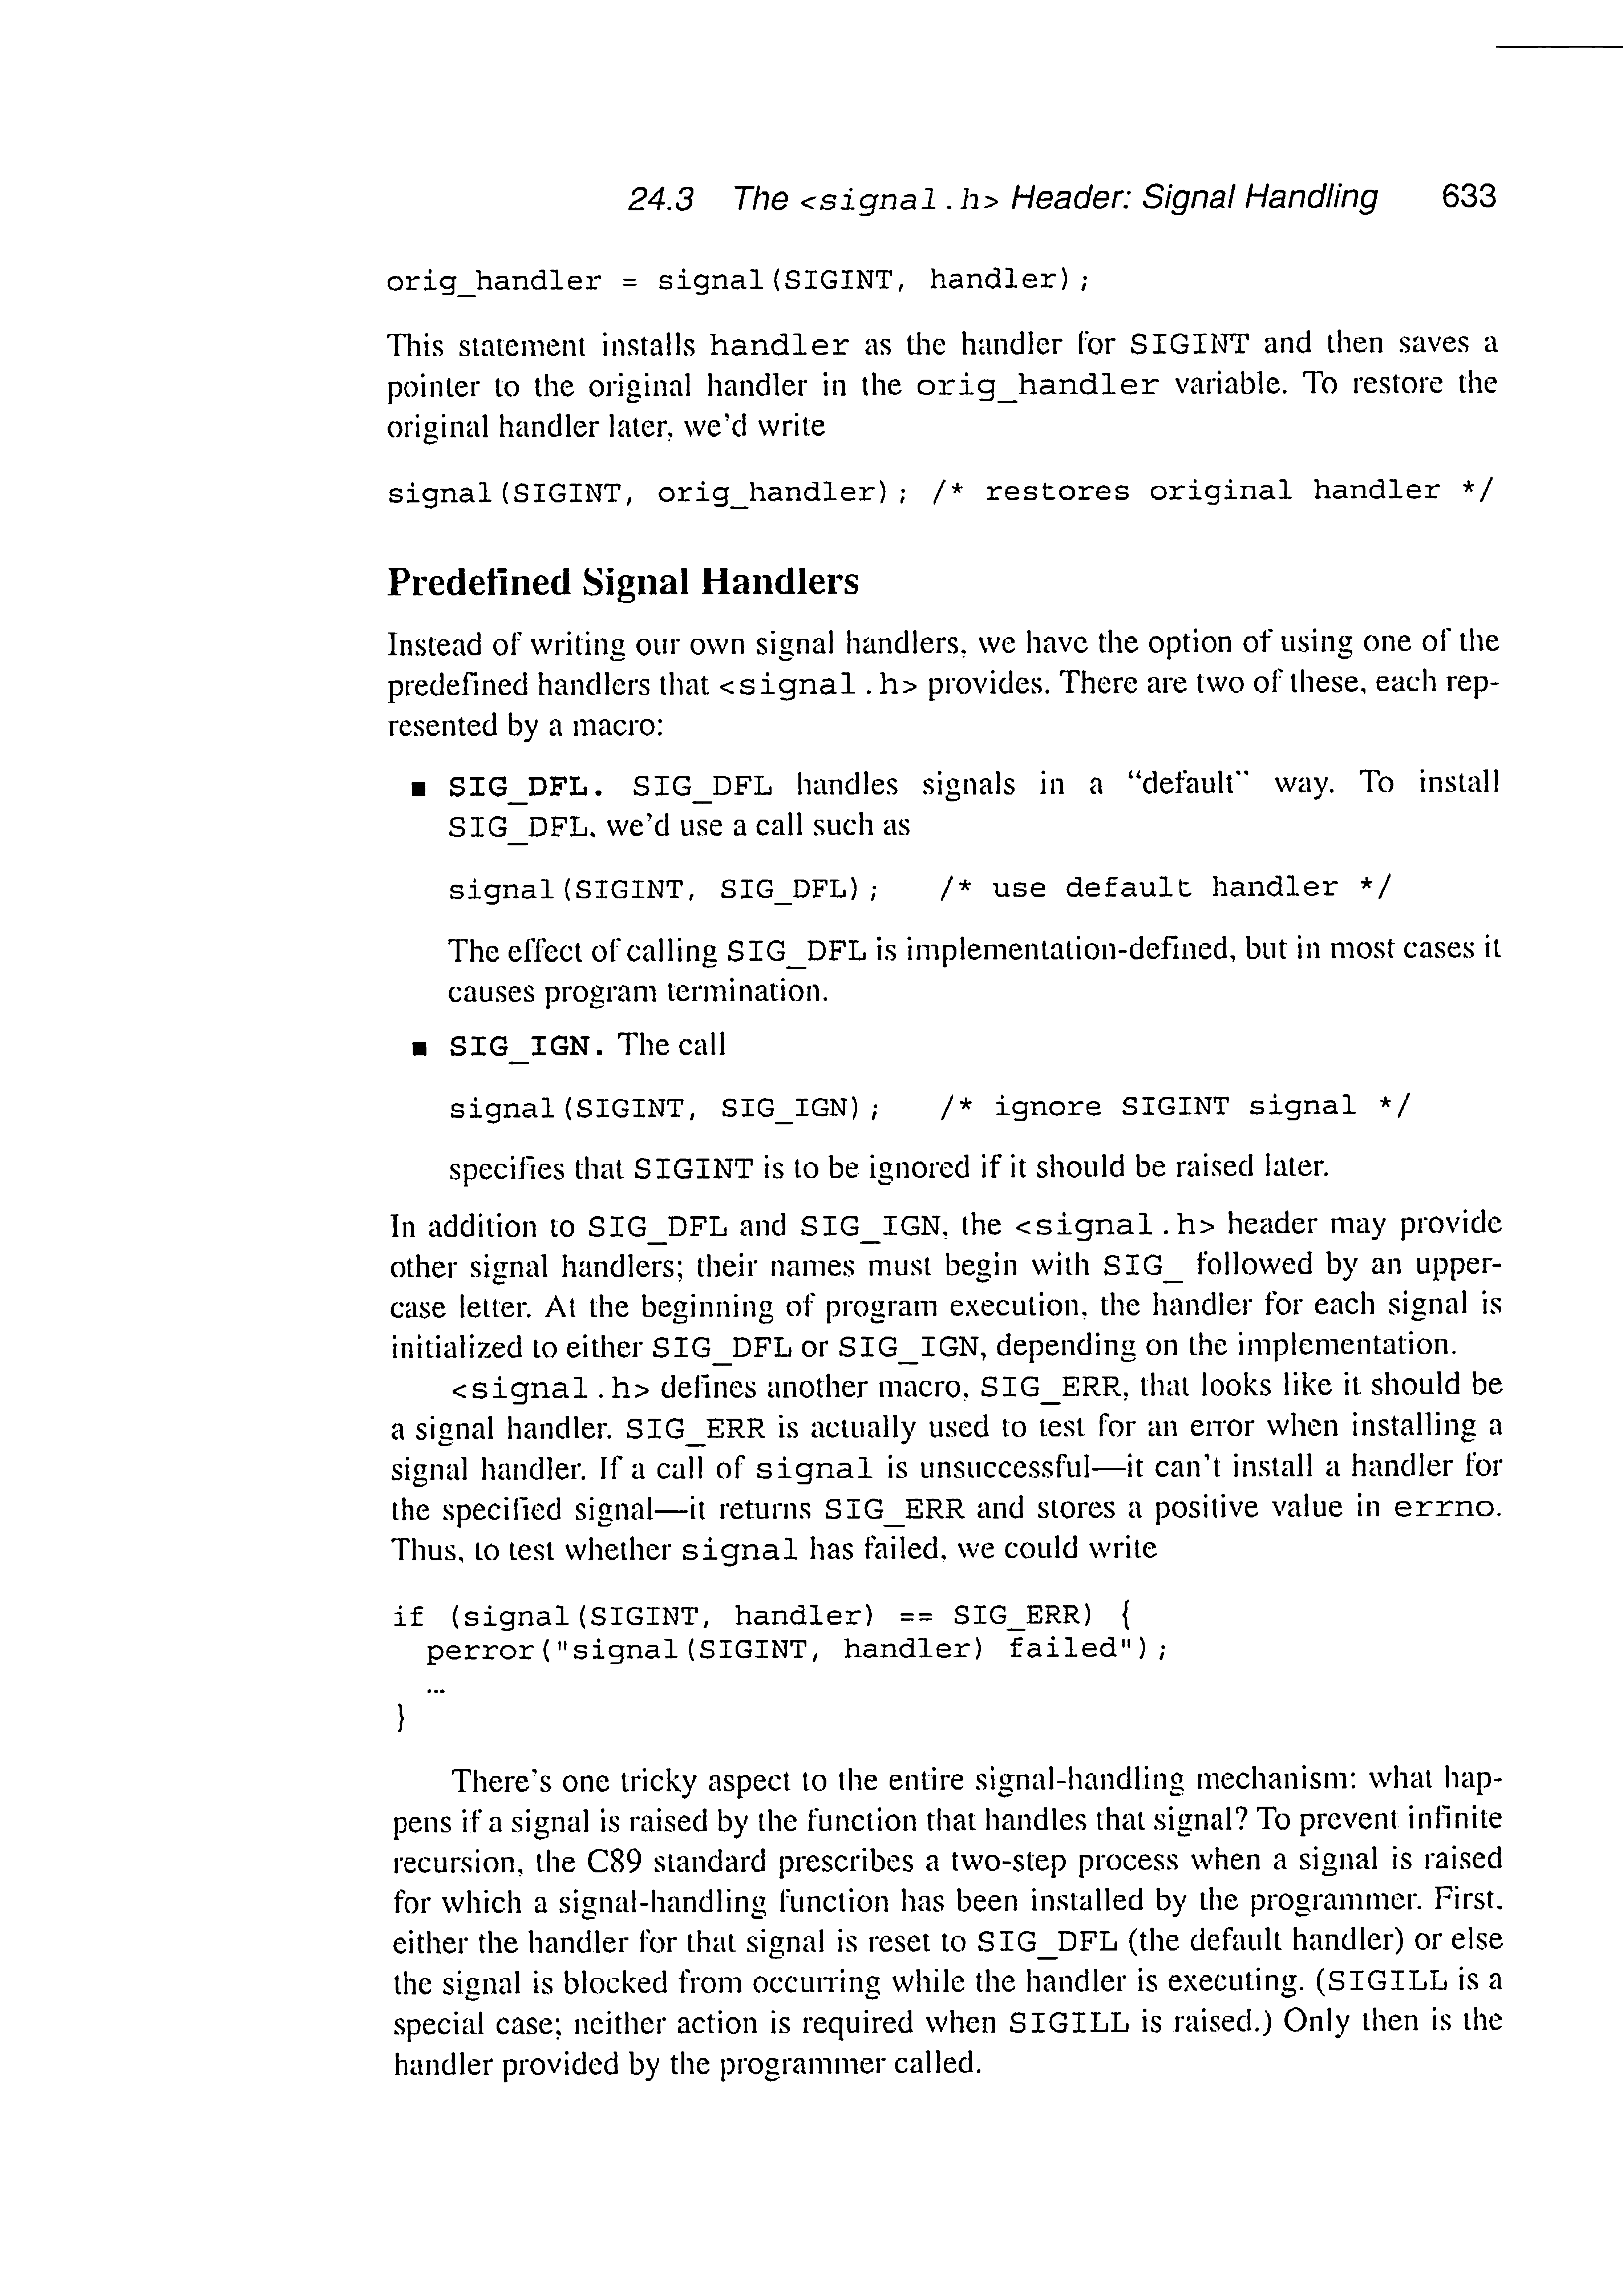 24.3 The <signal.h> Header: Signal Handling 633
orig_handler = signal(SIGINT, handler);
This statement installs handler as the handler for SIGINT and then saves a
pointer to the original handler in the orig_handler variable. To restore the
original handler later, we'd write
signal(SIGINT, orig_handler); /* restores original handler */
Predefined Signal Handlers
Instead of writing our own signal handlers, we have the option of using one of the
predefined handlers that <signal.h> provides. There are two of these, each rep-
resented by a macro:
■ SIG_DFL. SIG_DFL handles signals in a “default” way. To install
SIG_DFL, we'd use a call such as
signal(SIGINT, SIG_DFL); /* use default handler */
The effect of calling SIG_DFL is implementation-defined, but in most cases it
causes program termination.
■ SIG_IGN. The call
signal(SIGINT, SIG_IGN); /* ignore SIGINT signal */
specifies that SIGINT is to be ignored if it should be raised later.
In addition to SIG_DFL and SIG_IGN, the <signal.h> header may provide
other signal handlers; their names must begin with SIG_ followed by an upper-
case letter. At the beginning of program execution, the handler for each signal is
initialized to either SIG_DFL or SIG_IGN, depending on the implementation.
<signal.h> defines another macro, SIG_ERR, that looks like it should be
a signal handler. SIG_ERR is actually used to test for an error when installing a
signal handler. If a call of signal is unsuccessful—it can't install a handler for
the specified signal—it returns SIG_ERR and stores a positive value in errno.
Thus, to test whether signal has failed, we could write
if (signal(SIGINT, handler) == SIG_ERR) {
perror("signal(SIGINT, handler) failed");
…
}
There's one tricky aspect to the entire signal-handling mechanism: what hap-
pens if a signal is raised by the function that handles that signal? To prevent infinite
recursion, the C89 standard prescribes a two-step process when a signal is raised
for which a signal-handling function has been installed by the programmer. First,
either the handler for that signal is reset to SIG_DFL (the default handler) or else
the signal is blocked from occurring while the handler is executing. (SIGILL is a
special case; neither action is required when SIGILL is raised.) Only then is the
handler provided by the programmer called.